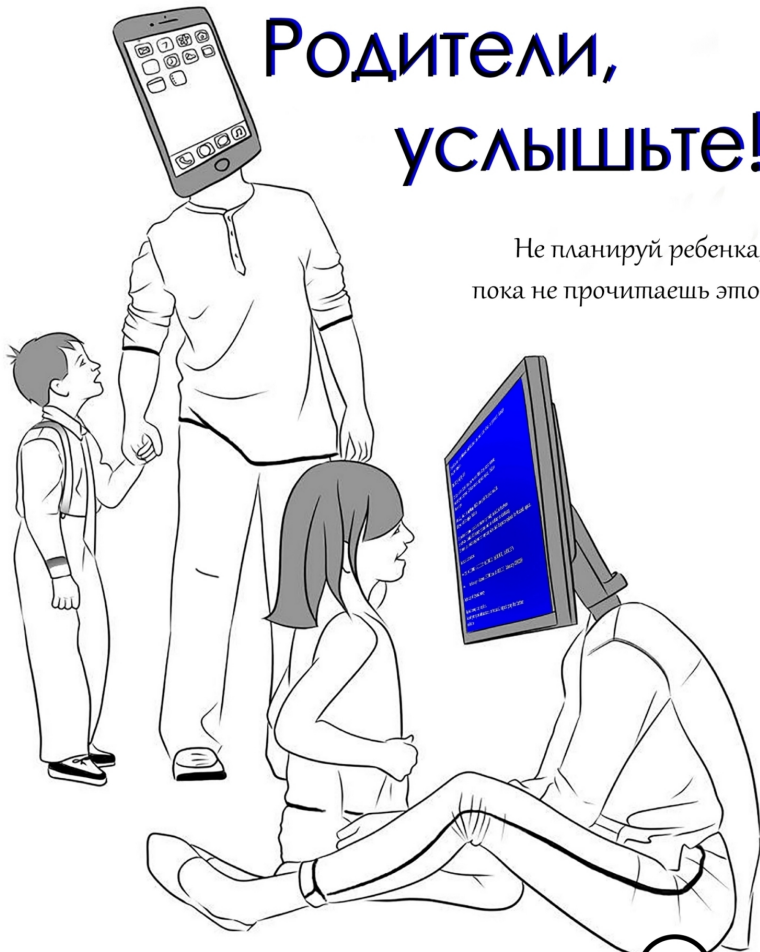 Родители,
услышьте!
Не планируй ребенка,
пока не прочитаешь это